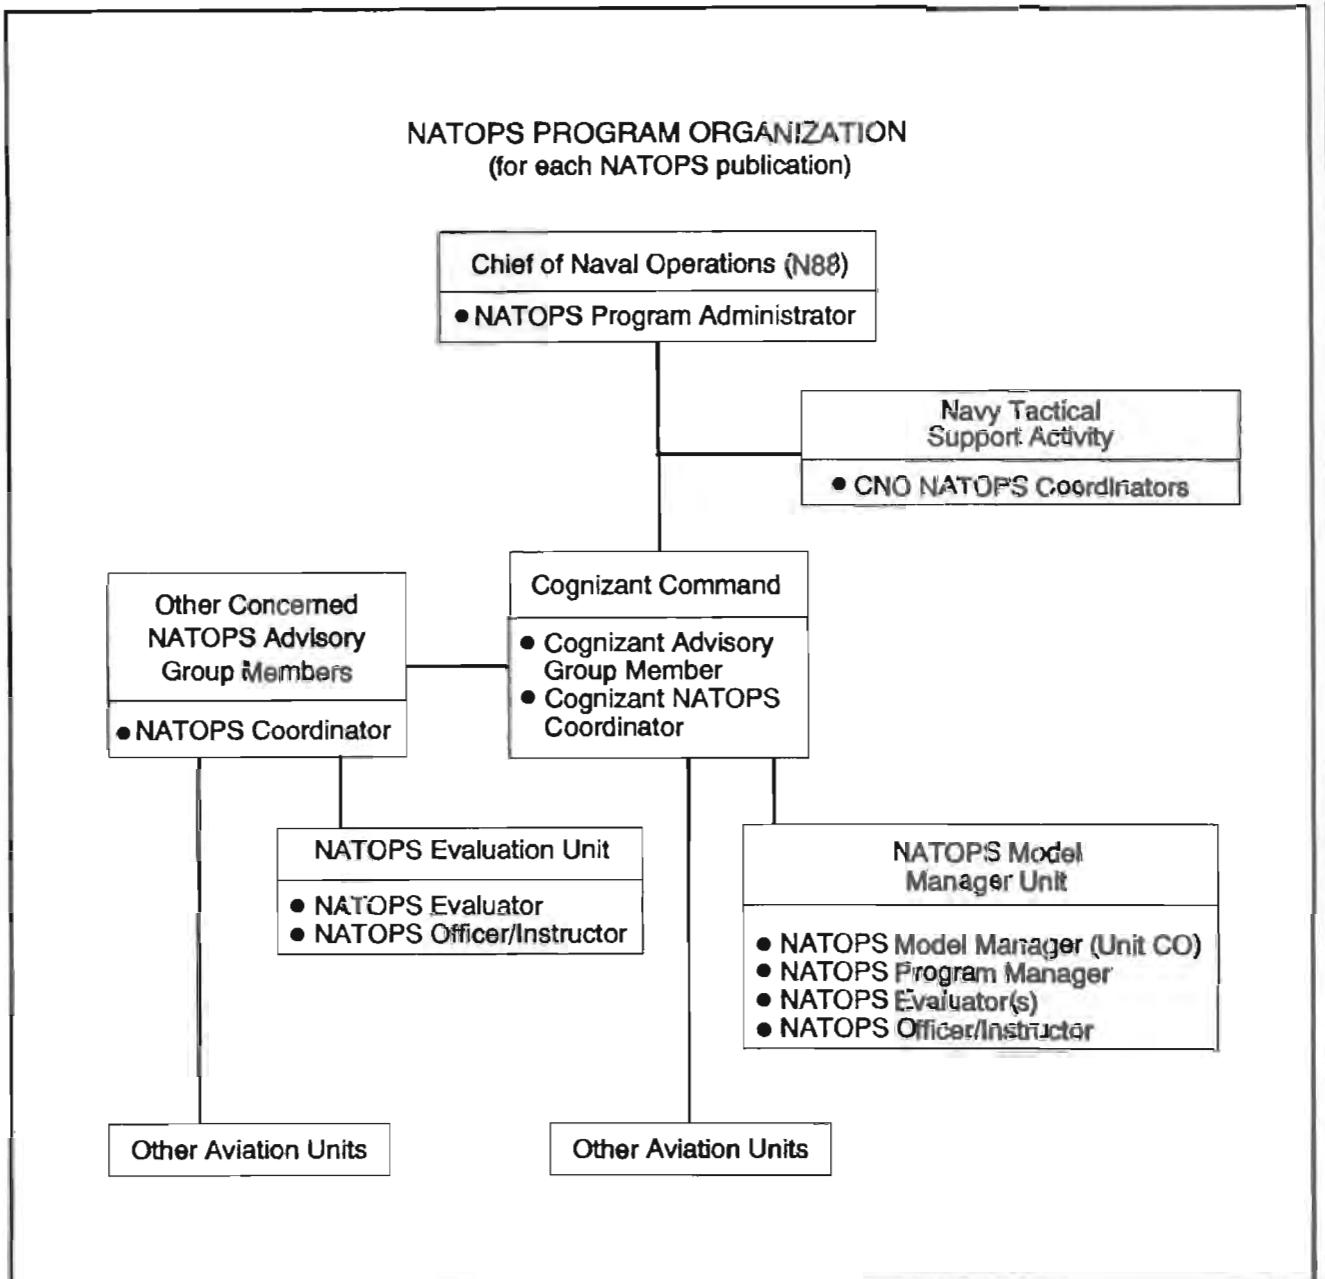 NATOPS PROGRAM ORGANIZATION
(for each NATOPS publication)
Chief of Naval Operations (N88)
● NATOPS Program Administrator
Navy Tactical
Support Activity
● CNO NATOPS Coordinators
Other Concerned
NATOPS Advisory
Group Members
● NATOPS Coordinator
Cognizant Command
● Cognizant Advisory
Group Member
● Cognizant NATOPS
Coordinator
NATOPS Evaluation Unit
● NATOPS Evaluator
● NATOPS Officer/Instructor
NATOPS Model
Manager Unit
● NATOPS Model Manager (Unit CO)
● NATOPS Program Manager
● NATOPS Evaluator(s)
● NATOPS Officer/Instructor
Other Aviation Units
Other Aviation Units